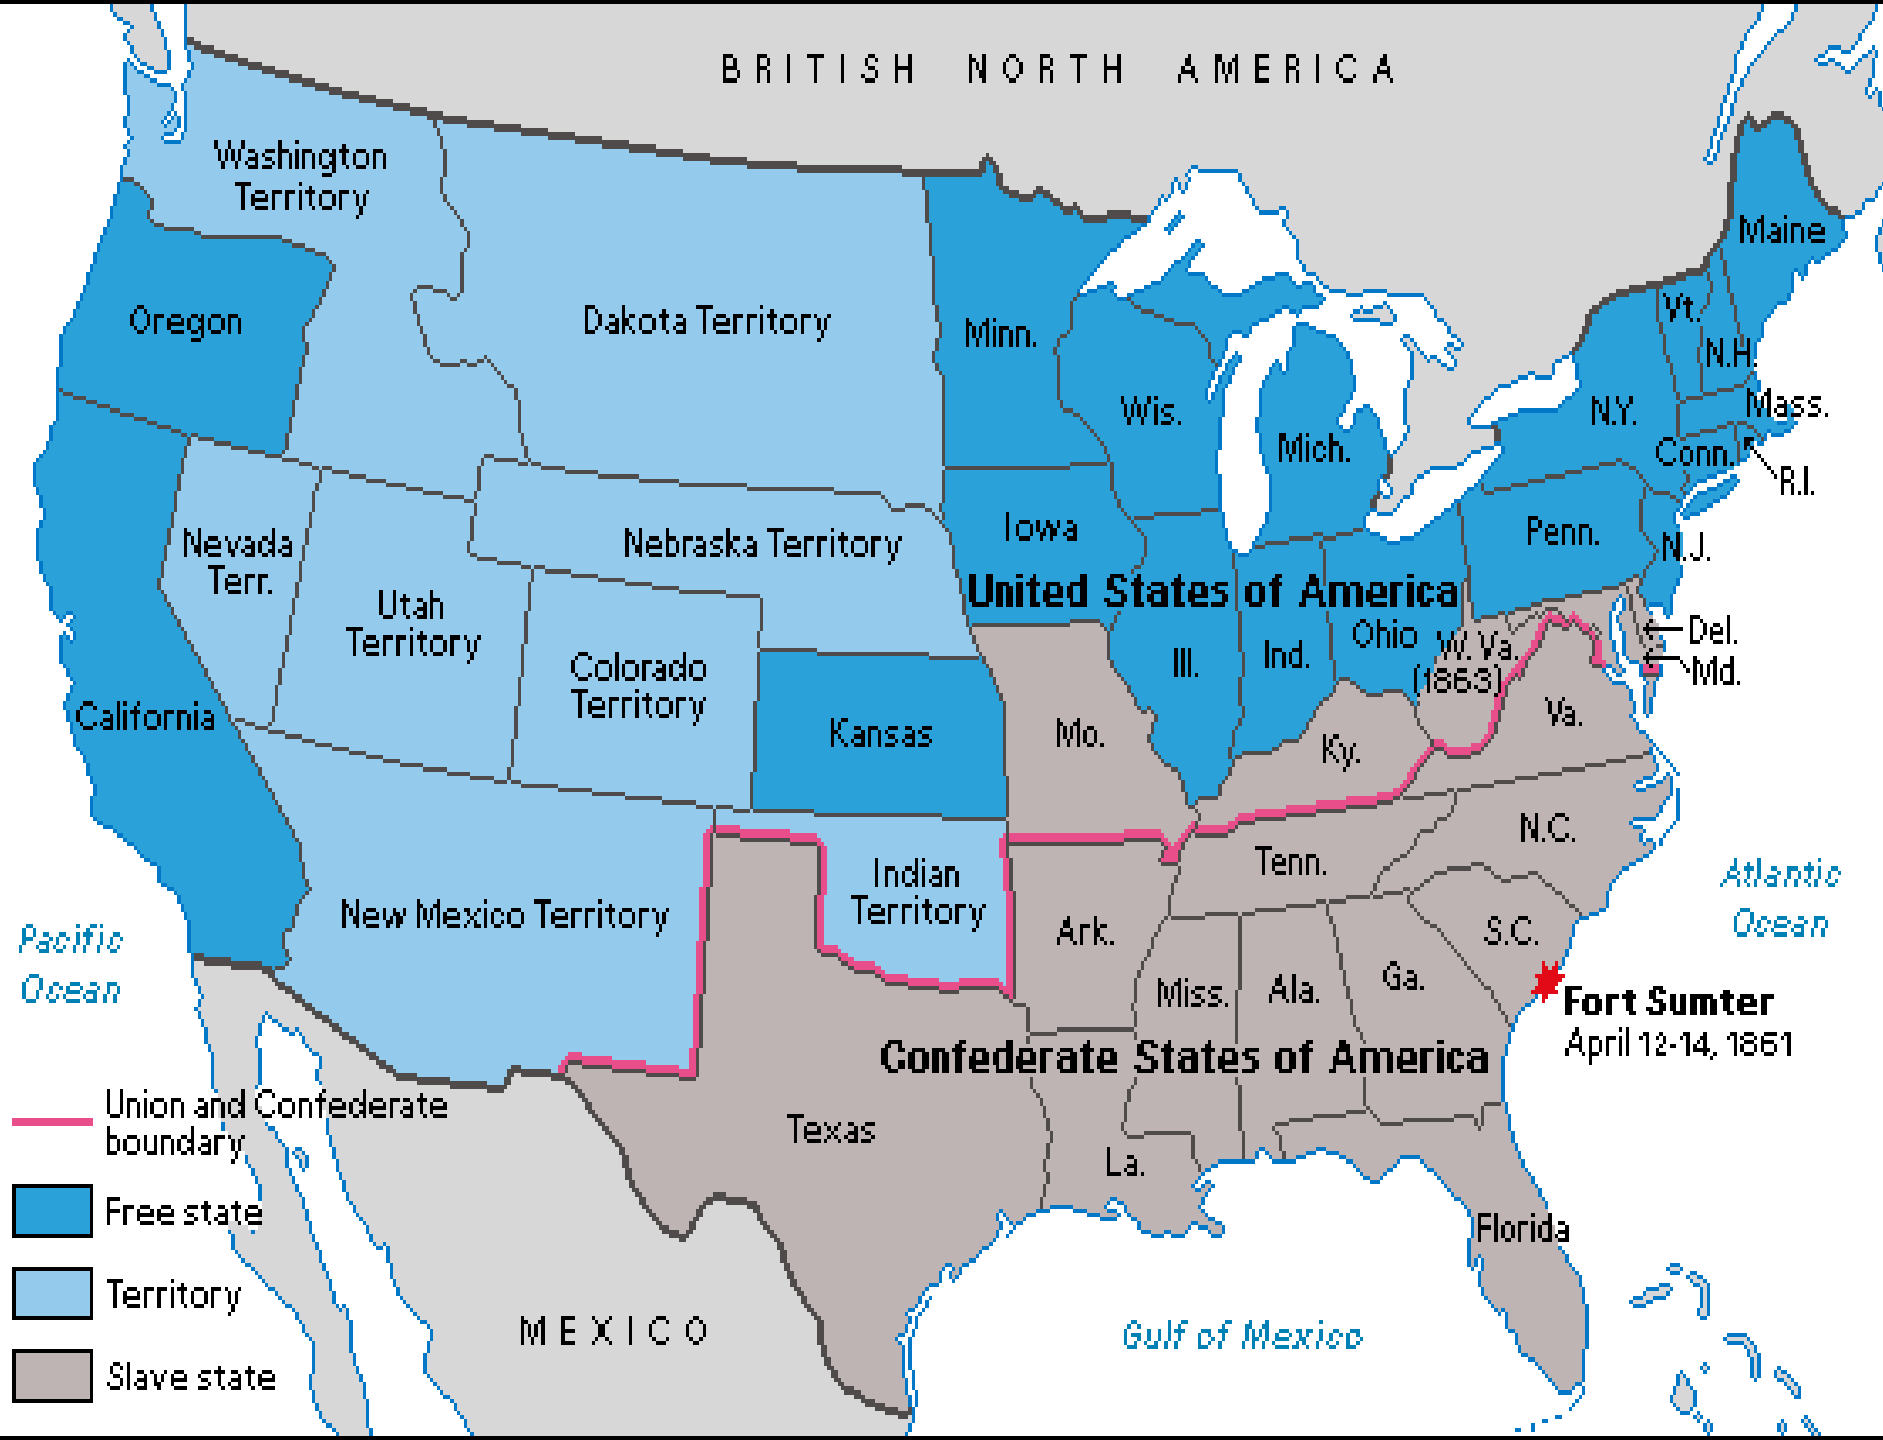 BRITISH NORTH AMERICA
Washington
Territory
Maine
Oregon
Dakota Territory
Minn.
Vt.
N.H.
Wis.
Mich.
N.Y.
Mass.
Conn.
R.I.
Iowa
Penn.
N.J.
Nevada
Terr.
Nebraska Territory
United States of America
Utah
Territory
Ohio
W. Va.
(1863)
Del.
Md.
Ill.
Ind.
Colorado
Territory
California
Kansas
Mo.
Ky.
Va.
N.C.
Tenn.
Indian
Territory
New Mexico Territory
Ark.
S.C.
Atlantic
Ocean
Pacific
Ocean
Miss.
Ala.
Ga.
Fort Sumter
April 12-14, 1861
Confederate States of America
Texas
La.
Florida
Union and Confederate
boundary
Free state
Territory
Slave state
MEXICO
Gulf of Mexico